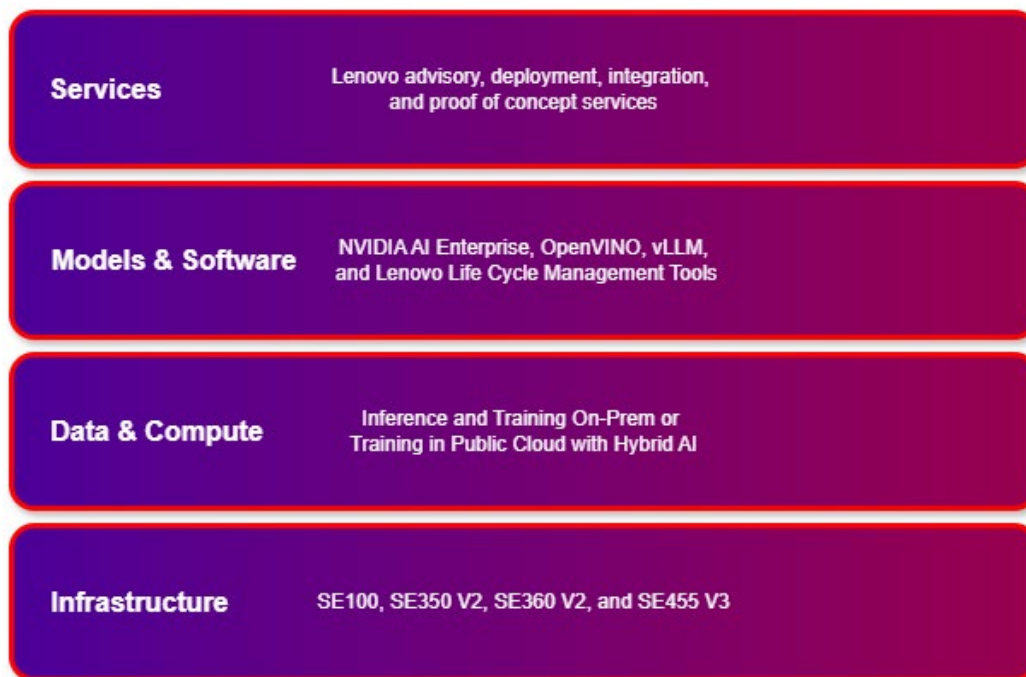 Services
Lenovo advisory, deployment, integration,
and proof of concept services
Models & Software
NVIDIA AI Enterprise, OpenVINO, vLLM,
and Lenovo Life Cycle Management Tools
Data & Compute
Inference and Training On-Prem or
Training in Public Cloud with Hybrid AI
Infrastructure
SE100, SE350 V2, SE360 V2, and SE455 V3